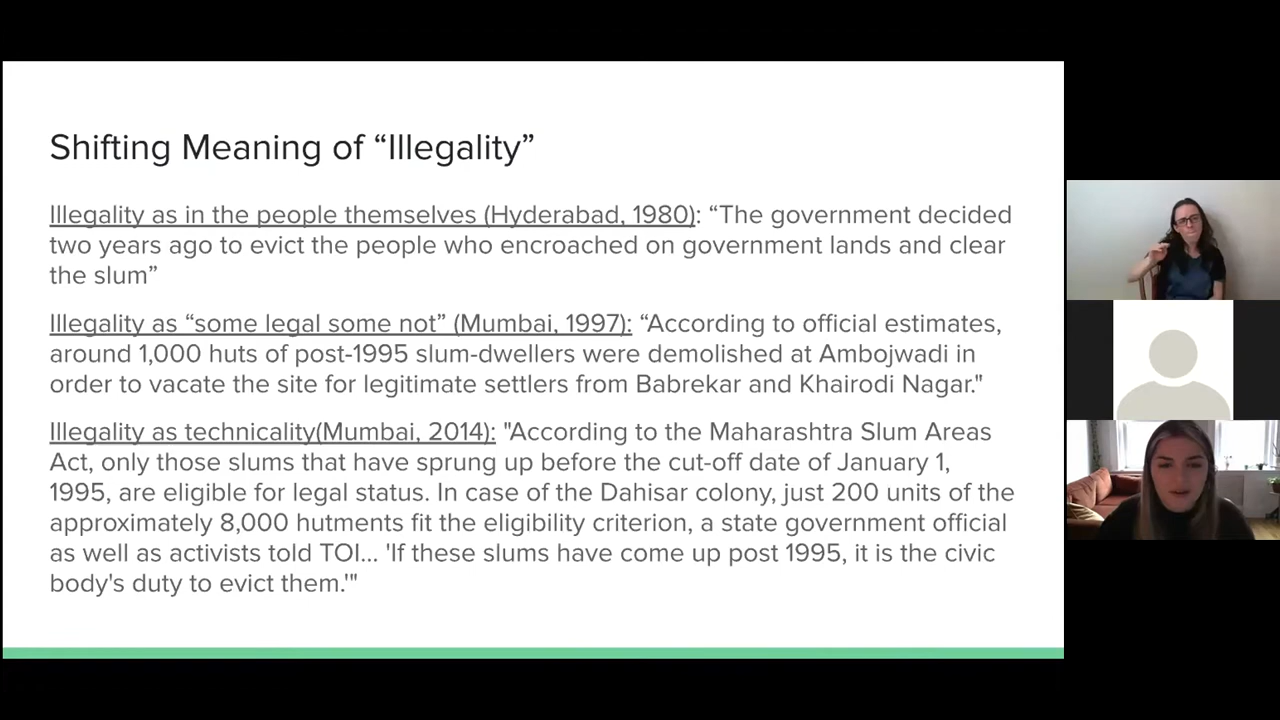 Shifting Meaning of “Illegality”
Illegality as in the people themselves (Hyderabad, 1980): “The government decided
two years ago to evict the people who encroached on government lands and clear
the slum”
Illegality as “some legal some not” (Mumbai, 1997): “According to official estimates,
around 1,000 huts of post-1995 slum-dwellers were demolished at Ambojwadi in
order to vacate the site for legitimate settlers from Babrekar and Khairodi Nagar."
Illegality as technicality(Mumbai, 2014): "According to the Maharashtra Slum Areas
Act, only those slums that have sprung up before the cut-off date of January 1,
1995, are eligible for legal status. In case of the Dahisar colony, just 200 units of the
approximately 8,000 hutments fit the eligibility criterion, a state government official
as well as activists told TOI... 'If these slums have come up post 1995, it is the civic
body's duty to evict them.'"